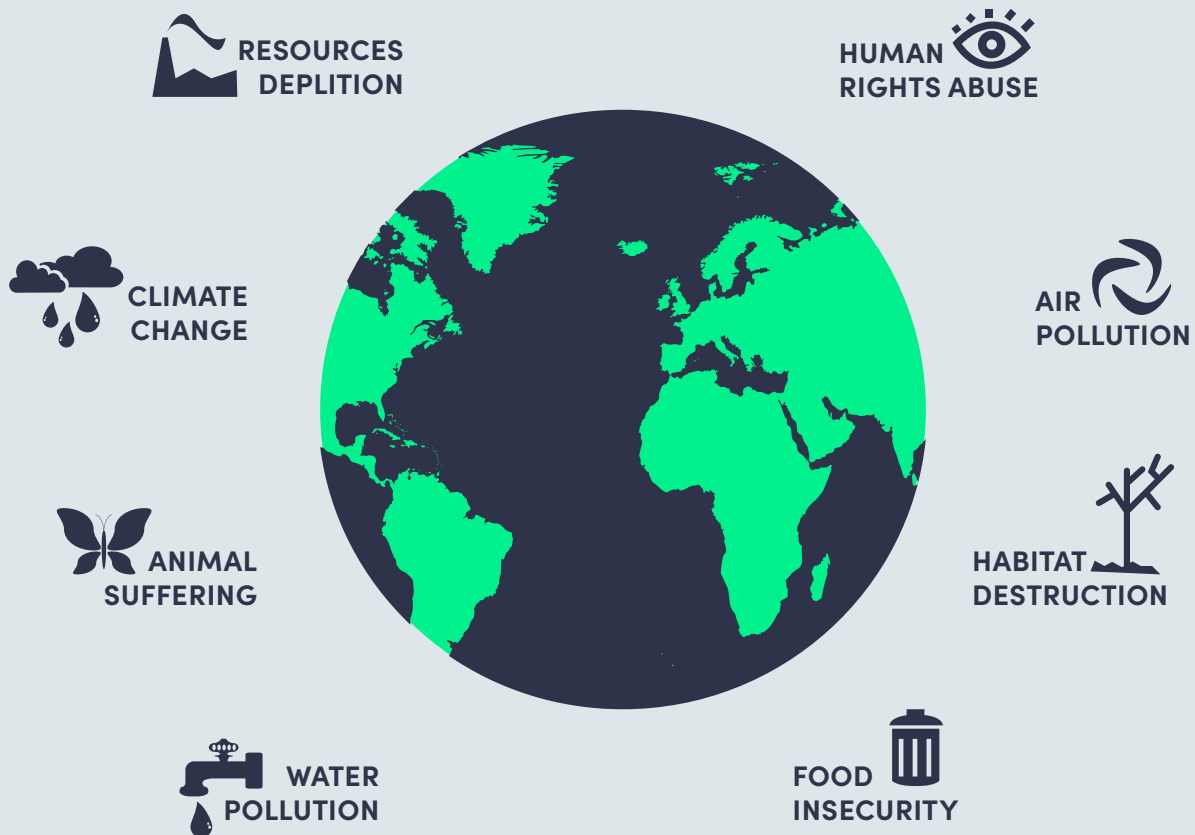 RESOURCES
DEPLITION
HUMAN
RIGHTS ABUSE
CLIMATE
CHANGE
AIR
POLLUTION
ANIMAL
SUFFERING
HABITAT
DESTRUCTION
WATER
POLLUTION
FOOD
INSECURITY